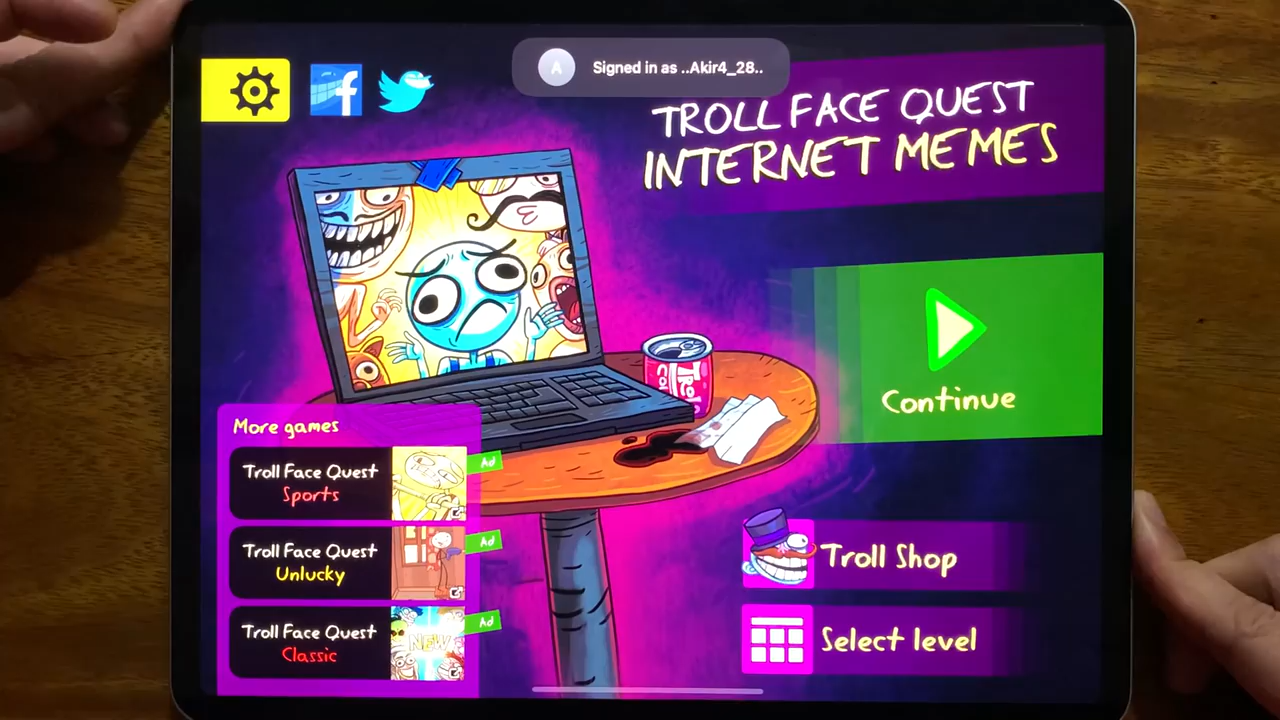 A
Signed in as ..Akir4_28..
f
TROLL FACE QUEST
INTERNET MEMES
Continue
More games
Troll Face Quest
Sports
Ad
Troll Face Quest
Unlucky
Ad
Troll Face Quest
Classic
NEW
Ad
Troll Shop
Select level